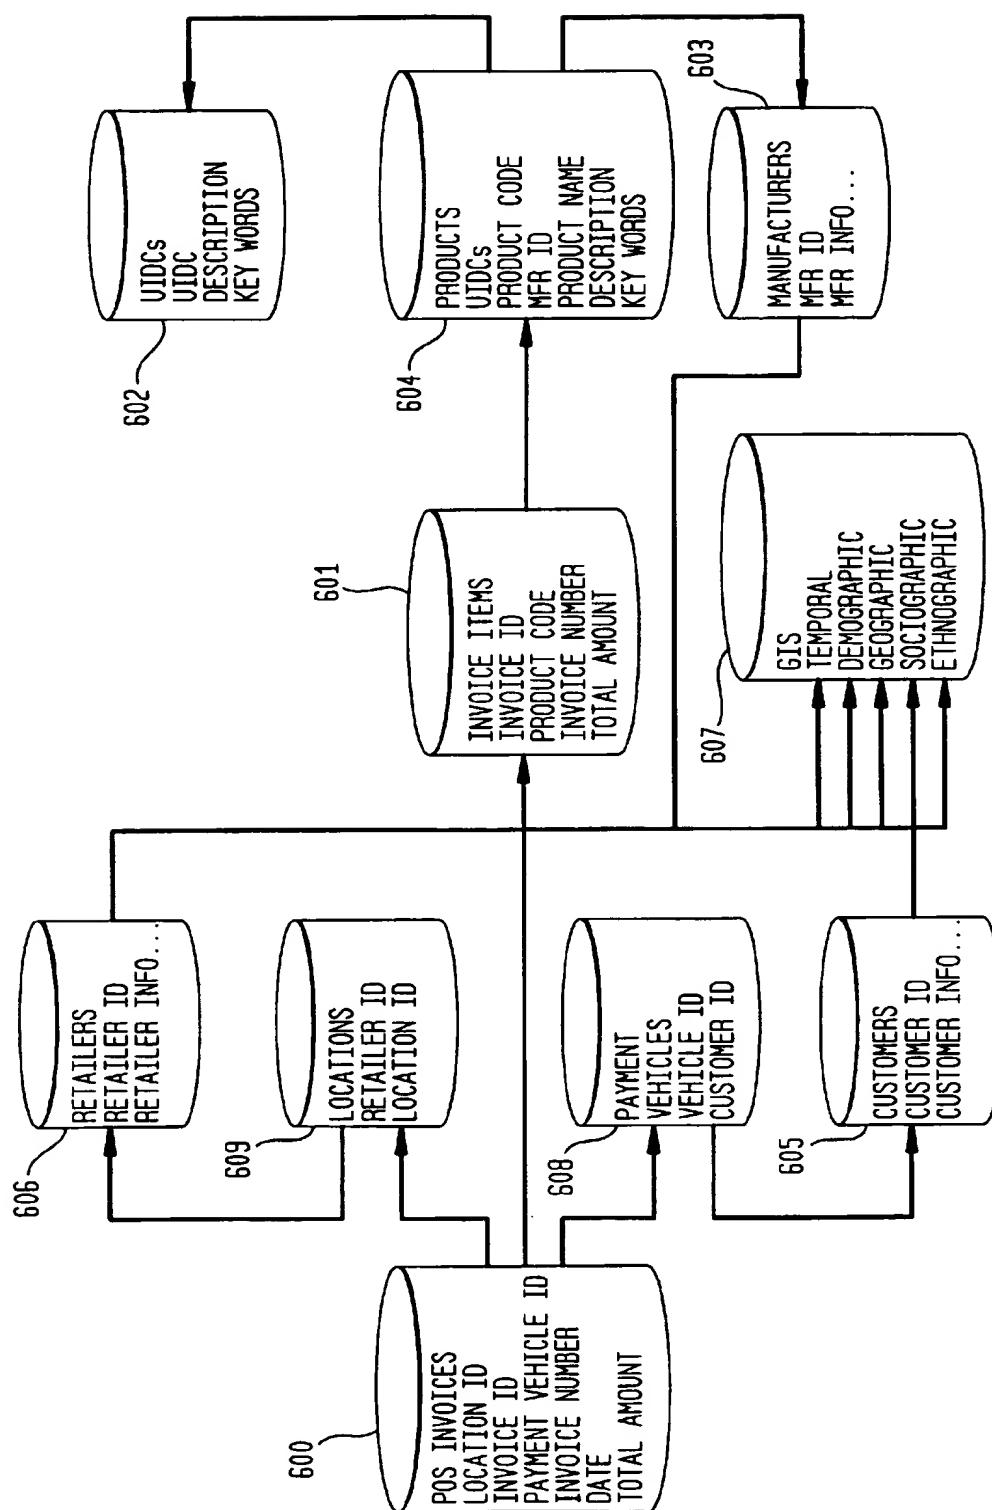 600
POS INVOICES
LOCATION ID
INVOICE ID
PAYMENT VEHICLE ID
INVOICE NUMBER
DATE
TOTAL AMOUNT
606
RETAILERS
RETAILER ID
RETAILER INFO...
609
LOCATIONS
RETAILER ID
LOCATION ID
608
PAYMENT
VEHICLES
VEHICLE ID
CUSTOMER ID
605
CUSTOMERS
CUSTOMER ID
CUSTOMER INFO...
601
INVOICE ITEMS
INVOICE ID
PRODUCT CODE
INVOICE NUMBER
TOTAL AMOUNT
607
GIS
TEMPORAL
DEMOGRAPHIC
GEOGRAPHIC
SOCIOGRAPHIC
ETHNOGRAPHIC
602
UIDCs
UIDC
DESCRIPTION
KEY WORDS
604
PRODUCTS
UIDCs
PRODUCT CODE
MFR ID
PRODUCT NAME
DESCRIPTION
KEY WORDS
603
MANUFACTURERS
MFR ID
MFR INFO...